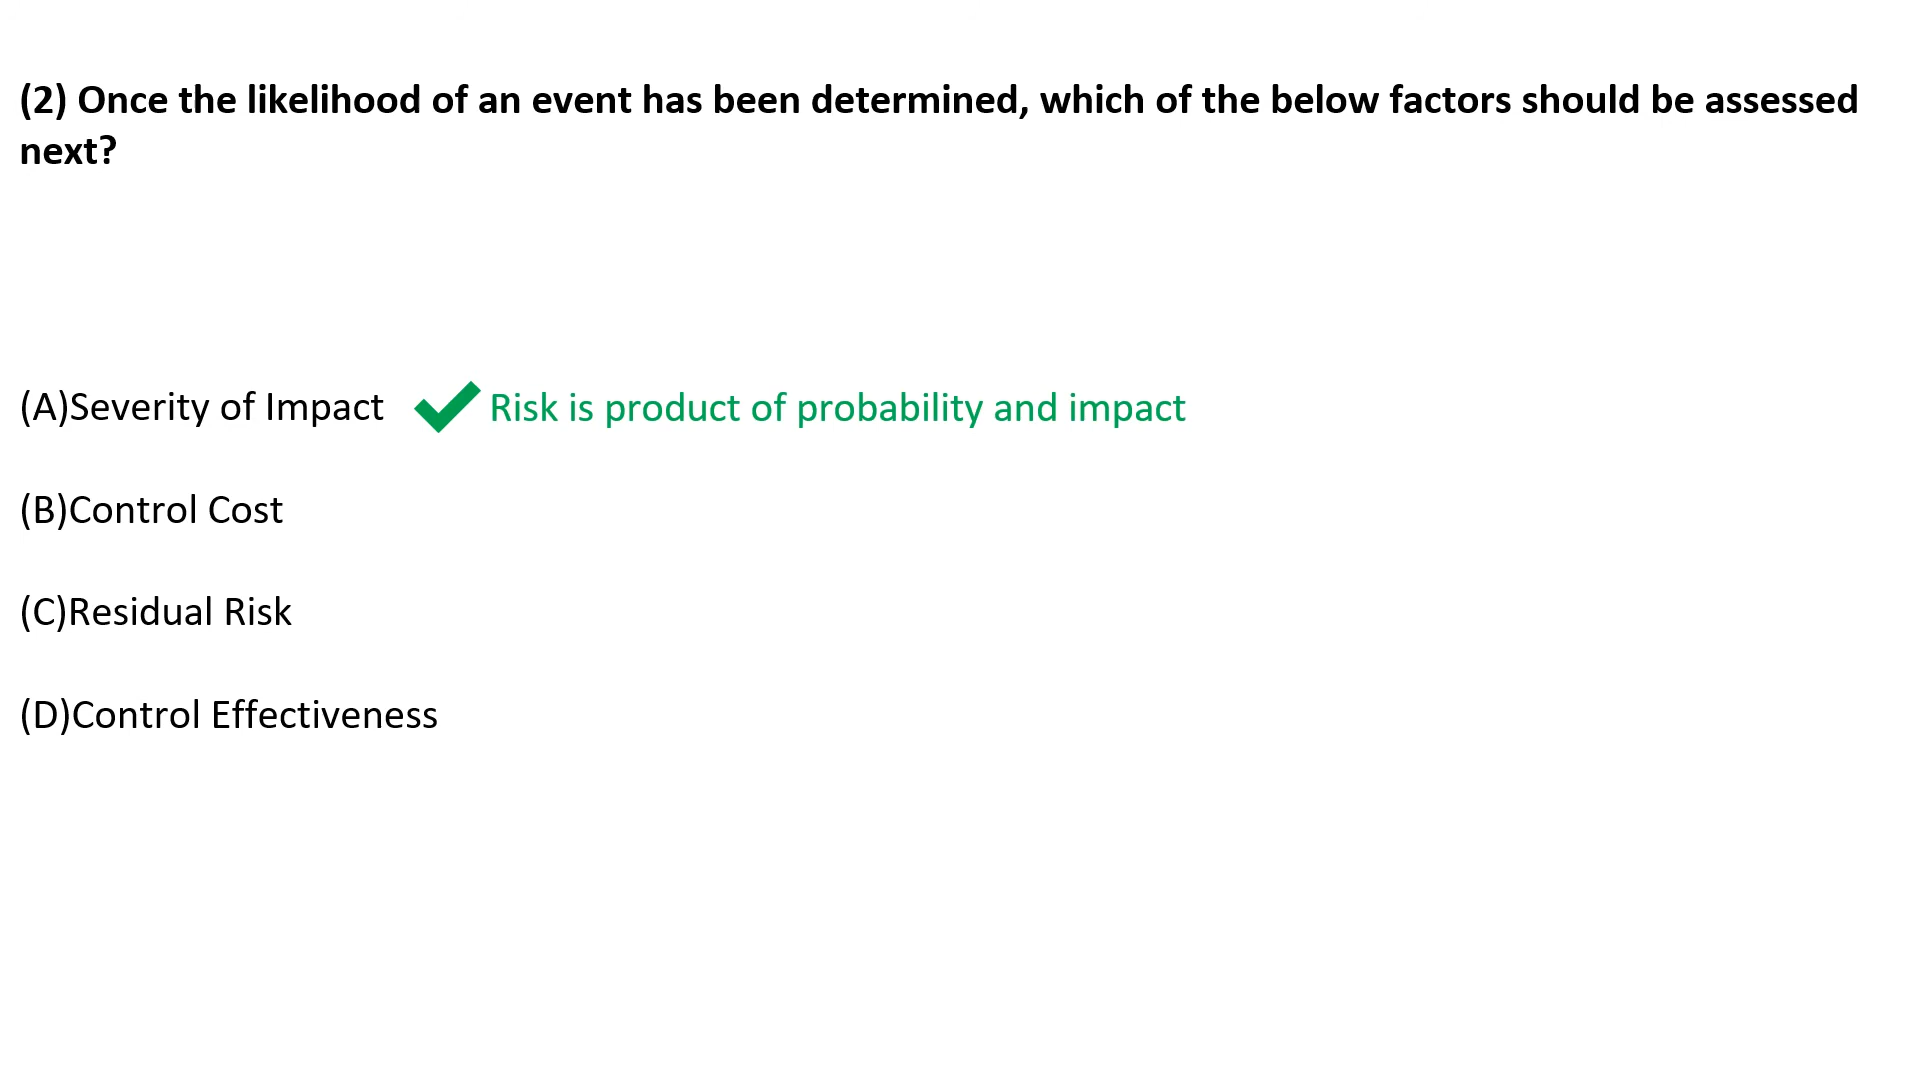 (2) Once the likelihood of an event has been determined, which of the below factors should be assessed
next?
(A)Severity of Impact Risk is product of probability and impact
(B)Control Cost
(C)Residual Risk
(D)Control Effectiveness